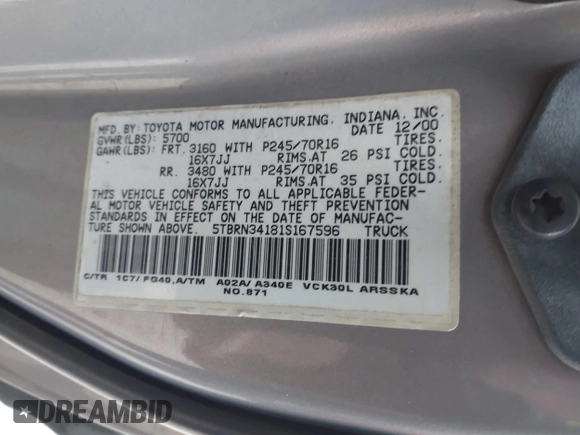 MFD. BY: TOYOTA MOTOR MANUFACTURING, INDIANA, INC.
GVWR(LBS): 5700 DATE 12/00
GAWR(LBS): FRT. 3160 WITH P245/70R16 TIRES,
16X7JJ RIMS,AT 26 PSI COLD.
RR. 3480 WITH P245/70R16 TIRES,
16X7JJ RIMS,AT 35 PSI COLD.
THIS VEHICLE CONFORMS TO ALL APPLICABLE FEDER-
AL MOTOR VEHICLE SAFETY AND THEFT PREVENTION
STANDARDS IN EFFECT ON THE DATE OF MANUFAC-
TURE SHOWN ABOVE. 5TBRN34181S167596 TRUCK
C/TR 1C7/ FG40,A/TM A02A/ A340E VCK30L ARSSKA
NO.871
DREAMBID